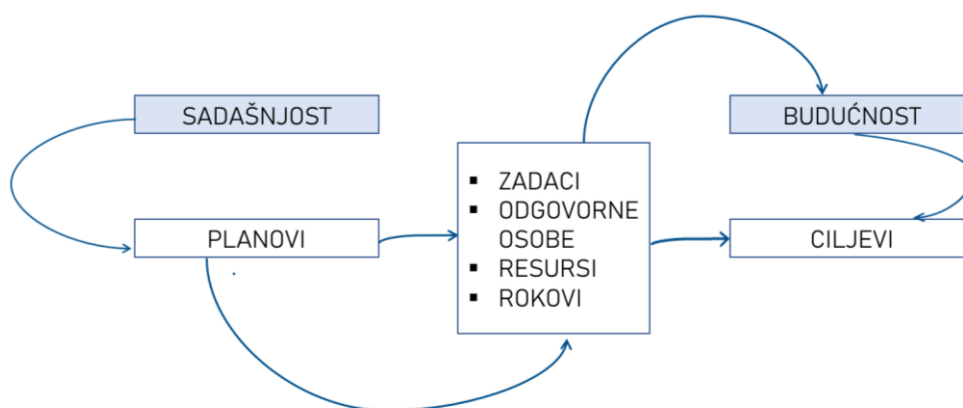 SADAŠNJOST
BUDUĆNOST
PLANOVI
▪ ZADACI
▪ ODGOVORNE
OSOBE
▪ RESURSI
▪ ROKOVI
CILJEVI